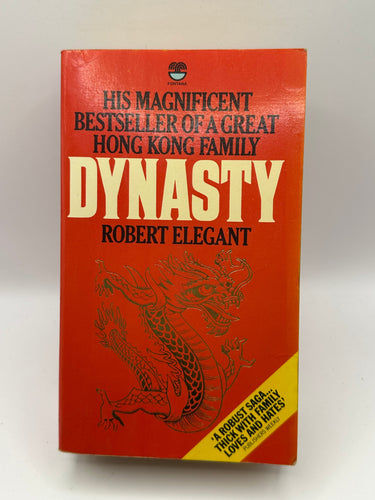 FONTANA
HIS MAGNIFICENT
BESTSELLER OF A GREAT
HONG KONG FAMILY
DYNASTY
ROBERT ELEGANT
'A ROBUST SAGA...
THICK WITH FAMILY
LOVES AND HATES'
PUBLISHERS WEEKLY